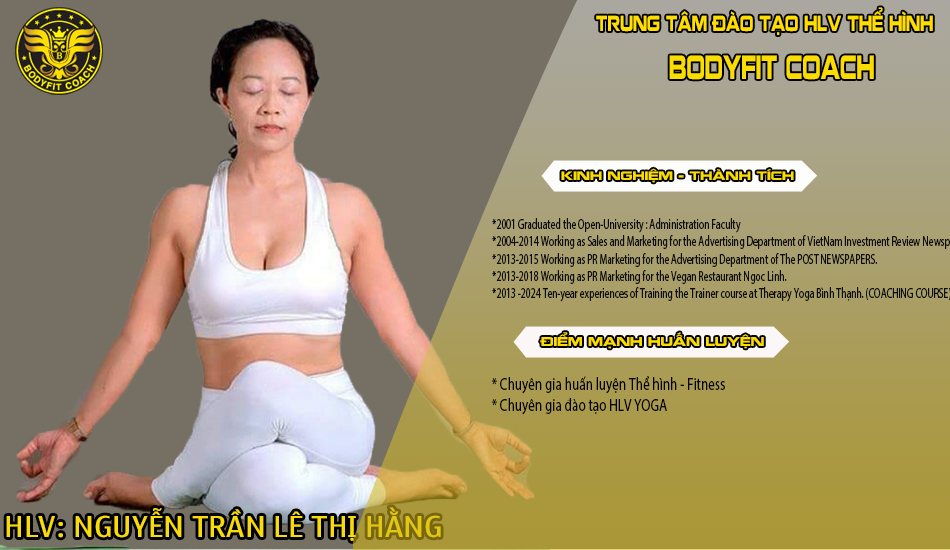 BODYFIT COACH
TRUNG TÂM ĐÀO TẠO HLV THỂ HÌNH
BODYFIT COACH
KINH NGHIỆM - THÀNH TÍCH
*2001 Graduated the Open-University : Administration Faculty
*2004-2014 Working as Sales and Marketing for the Advertising Department of VietNam Investment Review Newsp
*2013-2015 Working as PR Marketing for the Advertising Department of The POST NEWSPAPERS.
*2013-2018 Working as PR Marketing for the Vegan Restaurant Ngoc Linh.
*2013 -2024 Ten-year experiences of Training the Trainer course at Therapy Yoga Bình Thạnh. (COACHING COURSE)
ĐIỂM MẠNH HUẤN LUYỆN
* Chuyên gia huấn luyện Thể hình - Fitness
* Chuyên gia đào tạo HLV YOGA
HLV: NGUYỄN TRẦN LÊ THỊ HẰNG